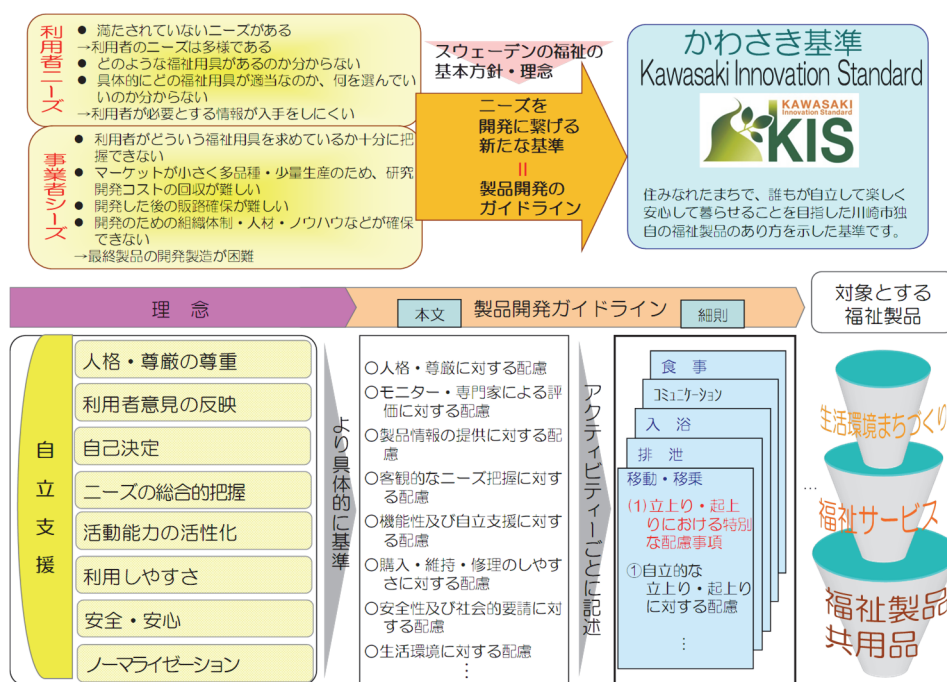 利用者ニーズ
● 満たされていないニーズがある
→利用者のニーズは多様である
● どのような福祉用具があるのか分からない
● 具体的にどの福祉用具が適当なのか、何を選んでい
いのか分からない
→利用者が必要とする情報が入手をしにくい
事業者シーズ
● 利用者がどういう福祉用具を求めているか十分に把
握できない
● マーケットが小さく多品種・少量生産のため、研究
開発コストの回収が難しい
● 開発した後の販路確保が難しい
● 開発のための組織体制・人材・ノウハウなどが確保
できない
→最終製品の開発製造が困難
スウェーデンの福祉の
基本方針・理念
ニーズを
開発に繋げる
新たな基準
=
製品開発の
ガイドライン
かわさき基準
Kawasaki Innovation Standard
KAWASAKI
Innovation Standard
KIS
住みなれたまちで、誰もが自立して楽しく
安心して暮らせることを目指した川崎市独
自の福祉製品のあり方を示した基準です。
理念
本文
製品開発ガイドライン
細則
対象とする
福祉製品
自立支援
人格・尊厳の尊重
利用者意見の反映
自己決定
ニーズの総合的把握
活動能力の活性化
利用しやすさ
安全・安心
ノーマライゼーション
より具体的に基準
○人格・尊厳に対する配慮
○モニター・専門家による評
価に対する配慮
○製品情報の提供に対する配
慮
○客観的なニーズ把握に対す
る配慮
○機能性及び自立支援に対す
る配慮
○購入・維持・修理のしやす
さに対する配慮
○安全性及び社会的要請に対
する配慮
○生活環境に対する配慮
⋮
アクティビティーごとに記述
食事
コミュニケーション
入浴
排泄
移動・移乗
(1)立上り・起上
りにおける特別
な配慮事項
①自立的な
立上り・起上り
に対する配慮
⋮
…
生活環境まちづくり
福祉サービス
福祉製品
共用品